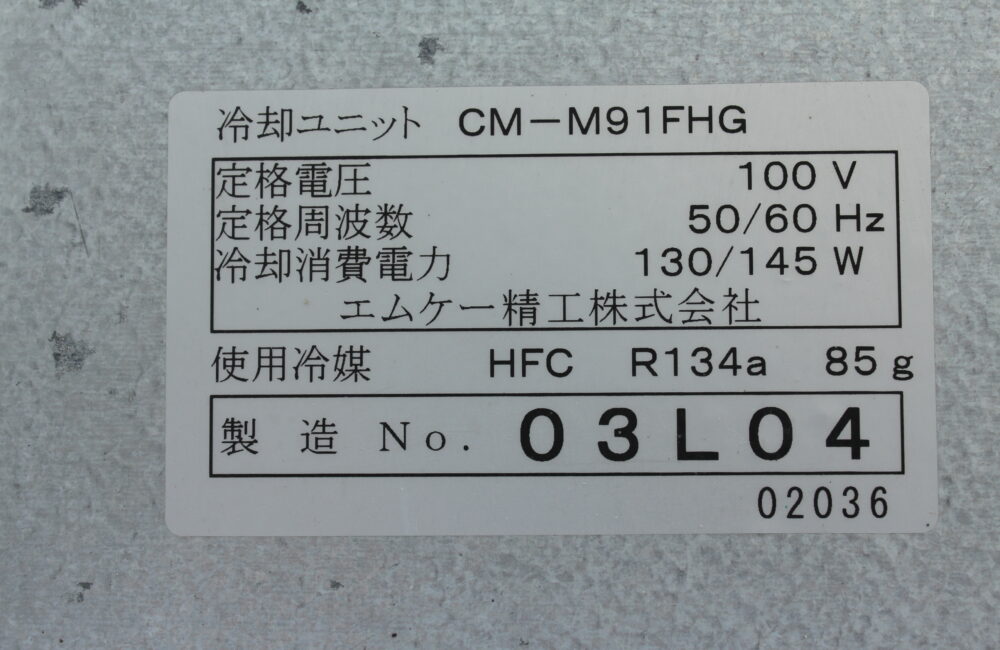 冷却ユニット CM-M91FHG
定格電圧 100 V
定格周波数 50/60 Hz
冷却消費電力 130/145 W
エムケー精工株式会社
使用冷媒 HFC R134a 85 g
製 造 No. 03L04
02036